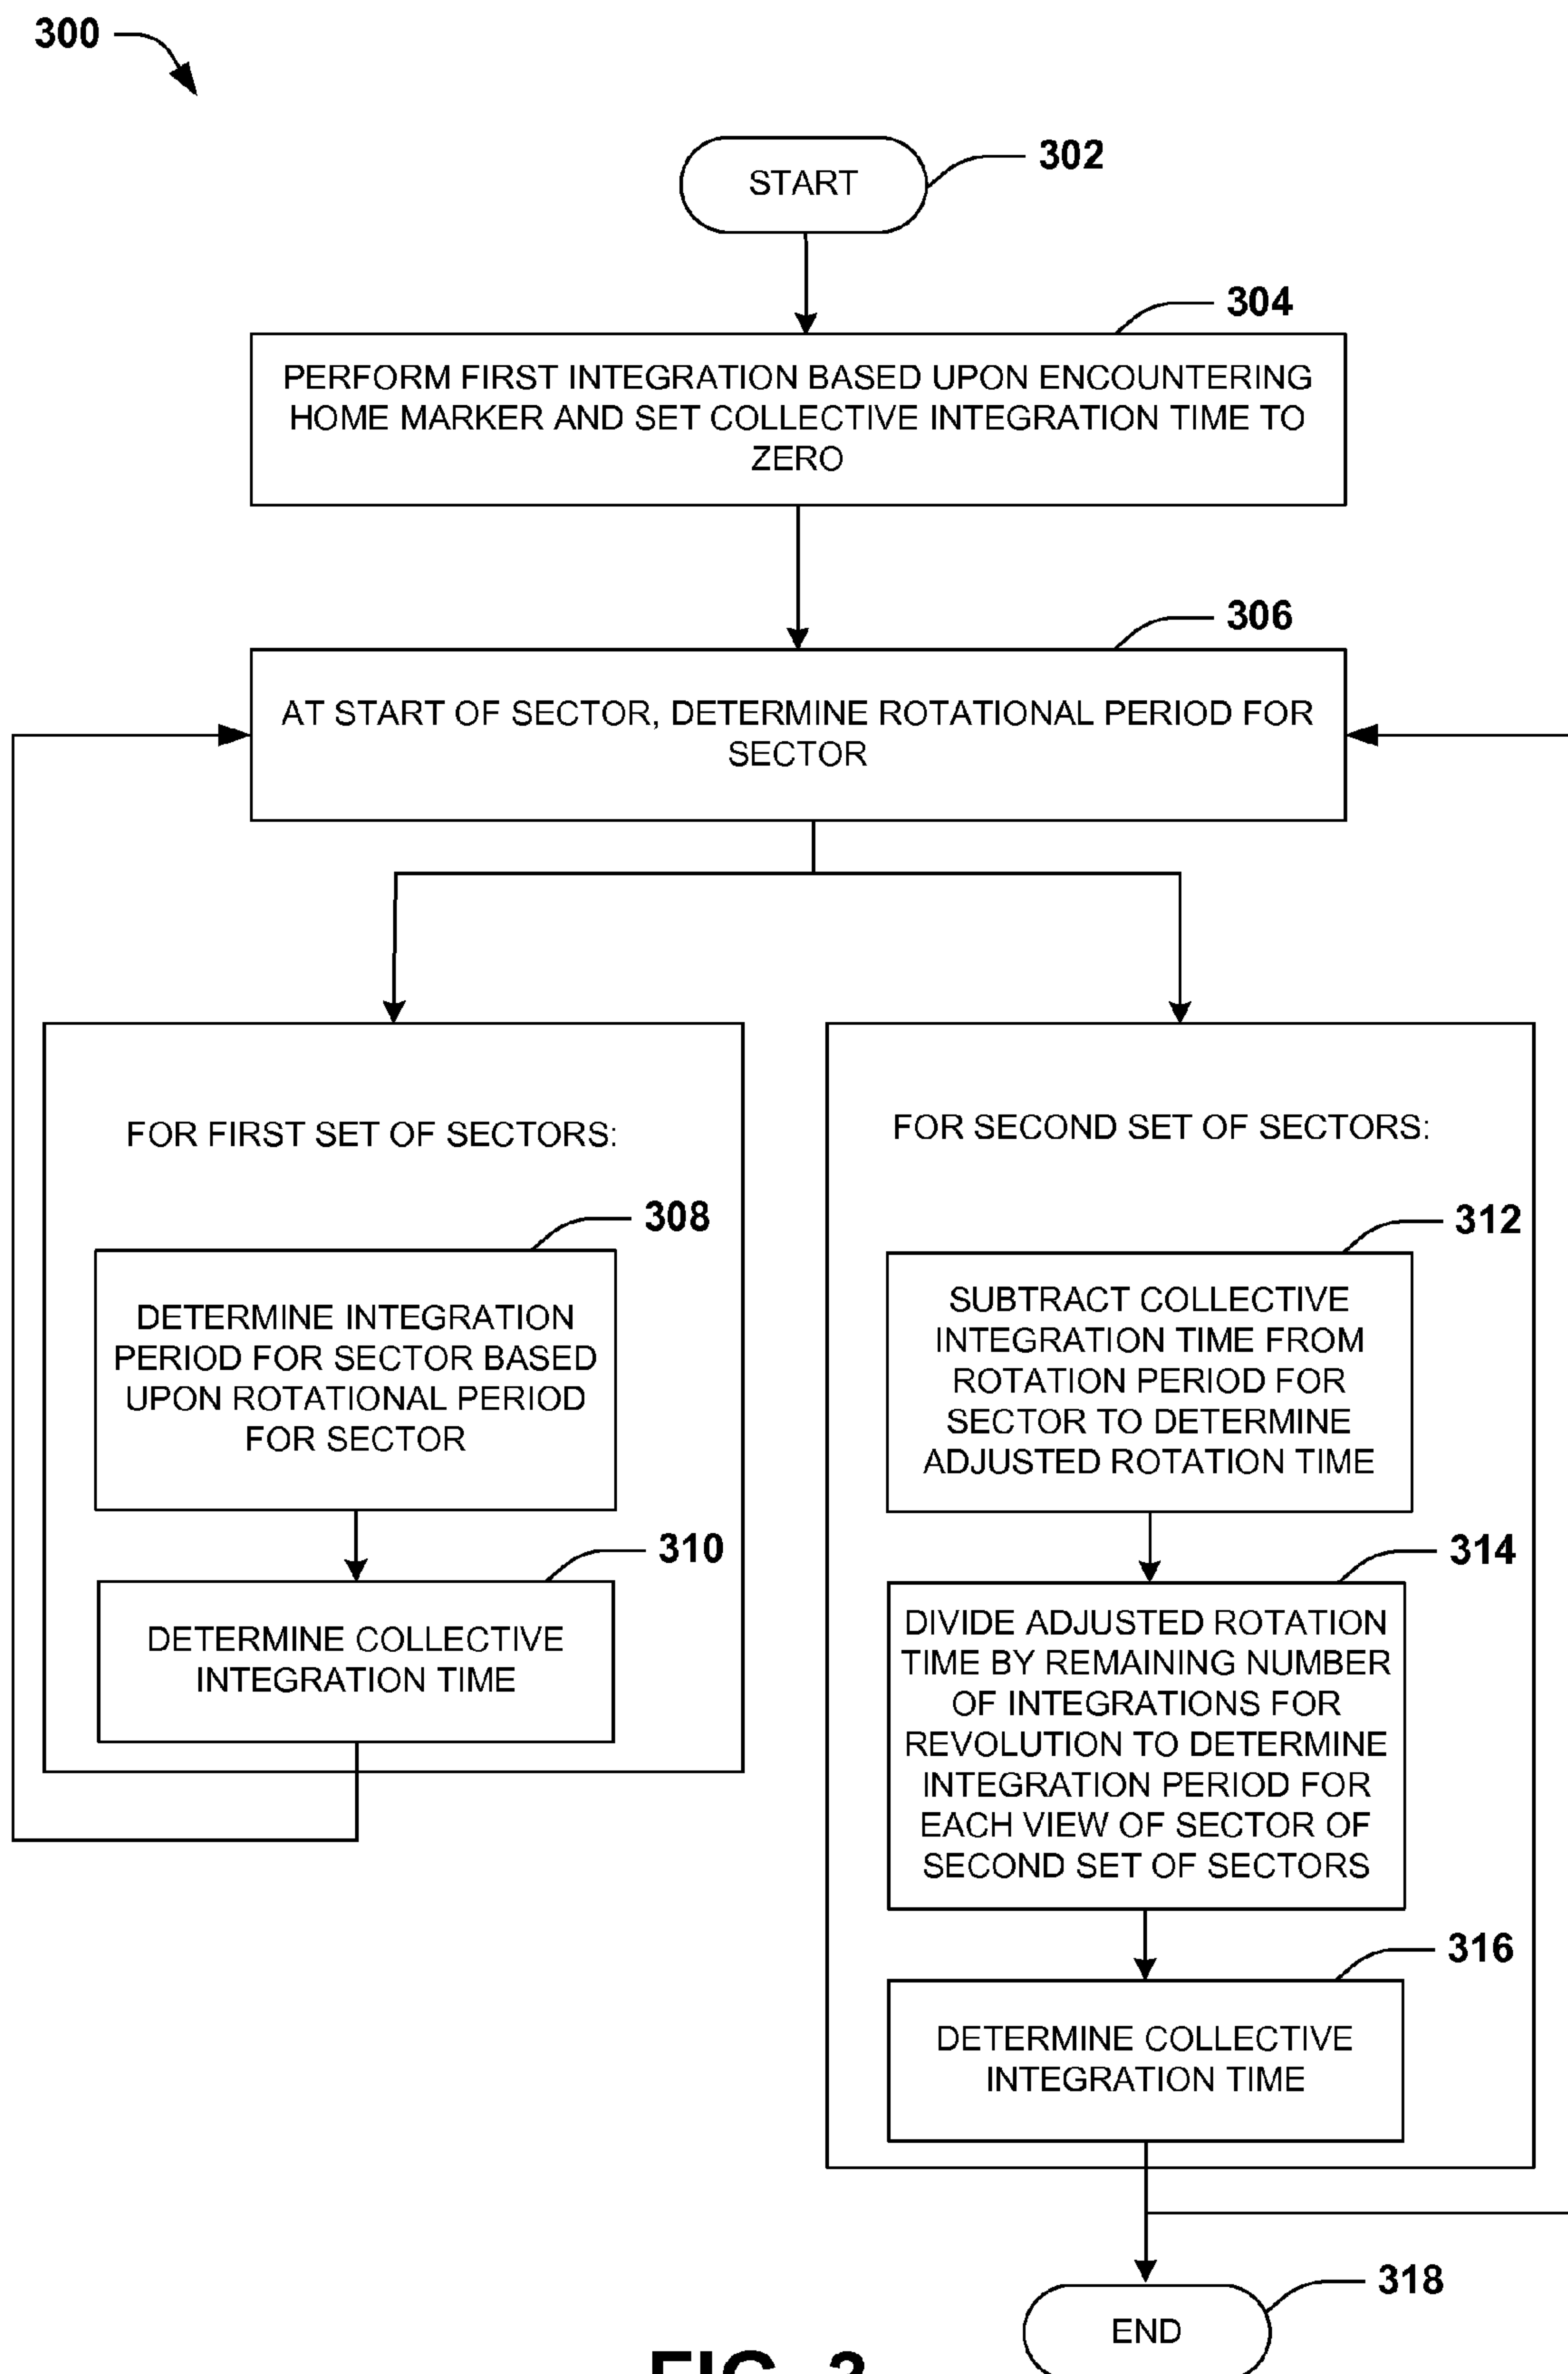 300
302
START
304
PERFORM FIRST INTEGRATION BASED UPON ENCOUNTERING
HOME MARKER AND SET COLLECTIVE INTEGRATION TIME TO
ZERO
306
AT START OF SECTOR, DETERMINE ROTATIONAL PERIOD FOR
SECTOR
FOR FIRST SET OF SECTORS:
308
DETERMINE INTEGRATION
PERIOD FOR SECTOR BASED
UPON ROTATIONAL PERIOD
FOR SECTOR
310
DETERMINE COLLECTIVE
INTEGRATION TIME
FOR SECOND SET OF SECTORS:
312
SUBTRACT COLLECTIVE
INTEGRATION TIME FROM
ROTATION PERIOD FOR
SECTOR TO DETERMINE
ADJUSTED ROTATION TIME
314
DIVIDE ADJUSTED ROTATION
TIME BY REMAINING NUMBER
OF INTEGRATIONS FOR
REVOLUTION TO DETERMINE
INTEGRATION PERIOD FOR
EACH VIEW OF SECTOR OF
SECOND SET OF SECTORS
316
DETERMINE COLLECTIVE
INTEGRATION TIME
318
END